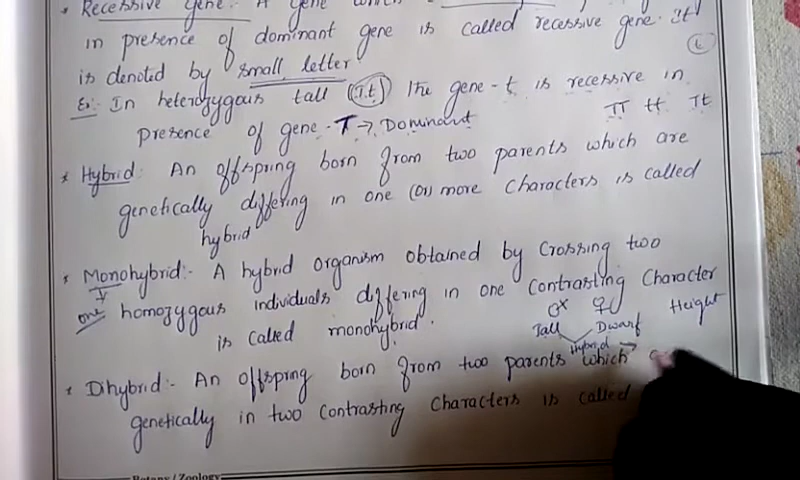 * Recessive Gene:- A gene which
in presence of dominant gene is called recessive gene. It
is denoted by small letter t
Ex:- In heterozygous tall (Tt) The gene - t is recessive in
presence of gene - T → Dominant TT tt Tt
* Hybrid: An offspring born from two parents which are
genetically differing in one (or) more characters is called
hybrid
* Monohybrid:- A hybrid organism obtained by crossing two
one homozygous individuals differing in one contrasting character
is called monohybrid.
Tall Dwarf Height
Hybrid →
* Dihybrid:- An offspring born from two parents which
genetically in two contrasting characters is called
Botany / Zoology